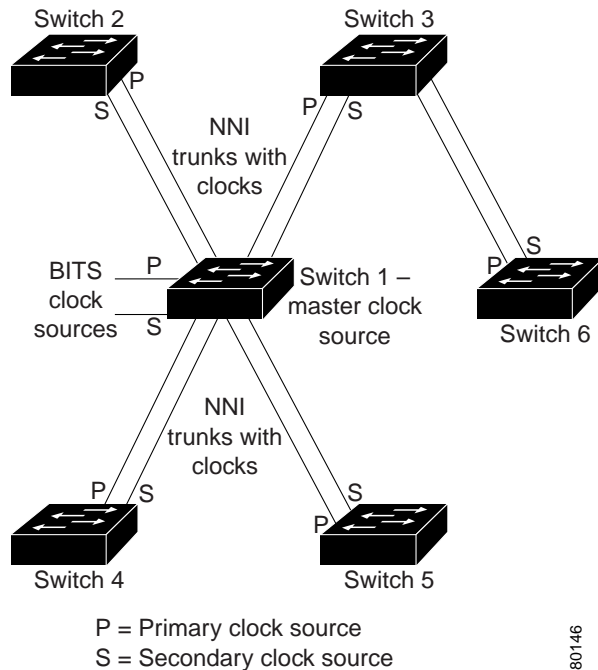 Switch 2
Switch 3
P
S
NNI
trunks with
clocks
P
S
BITS
clock
sources
P
S
Switch 1 –
master clock
source
P
S
Switch 6
NNI
trunks with
clocks
P
S
P
S
Switch 4
Switch 5
P = Primary clock source
S = Secondary clock source
80146